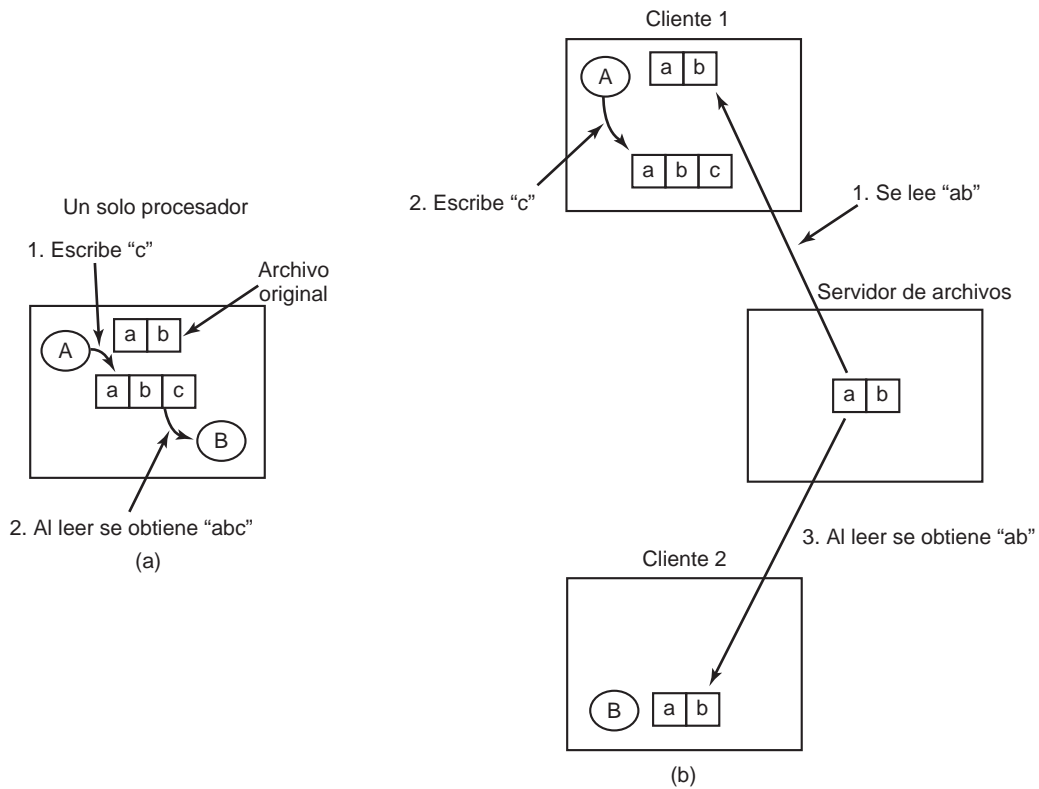 Un solo procesador
1. Escribe “c”
Archivo
original
a b
A
a b c
B
2. Al leer se obtiene “abc”
(a)
Cliente 1
A
a b
a b c
2. Escribe “c”
1. Se lee “ab”
Servidor de archivos
a b
3. Al leer se obtiene “ab”
Cliente 2
B
a b
(b)